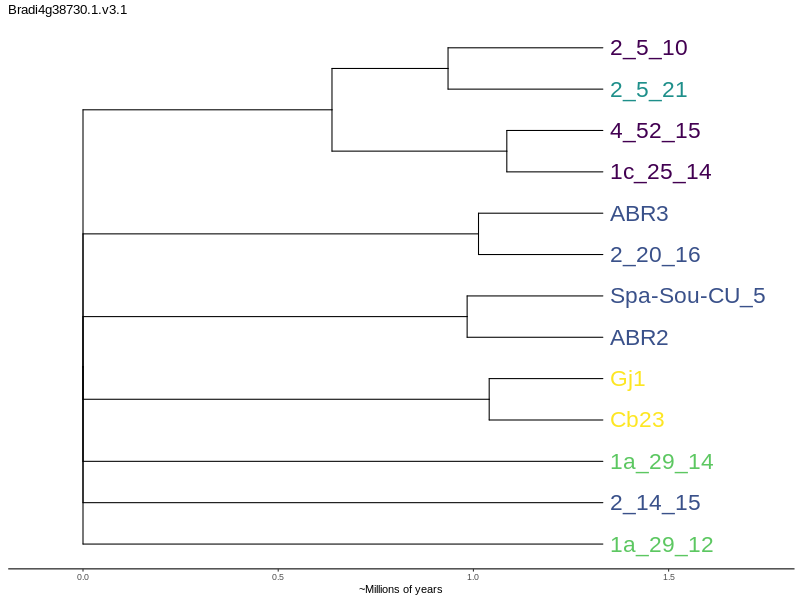 Bradi4g38730.1.v3.1
2_5_10
2_5_21
4_52_15
1c_25_14
ABR3
2_20_16
Spa-Sou-CU_5
ABR2
Gj1
Cb23
1a_29_14
2_14_15
1a_29_12
0.0 0.5 1.0 1.5
~Millions of years